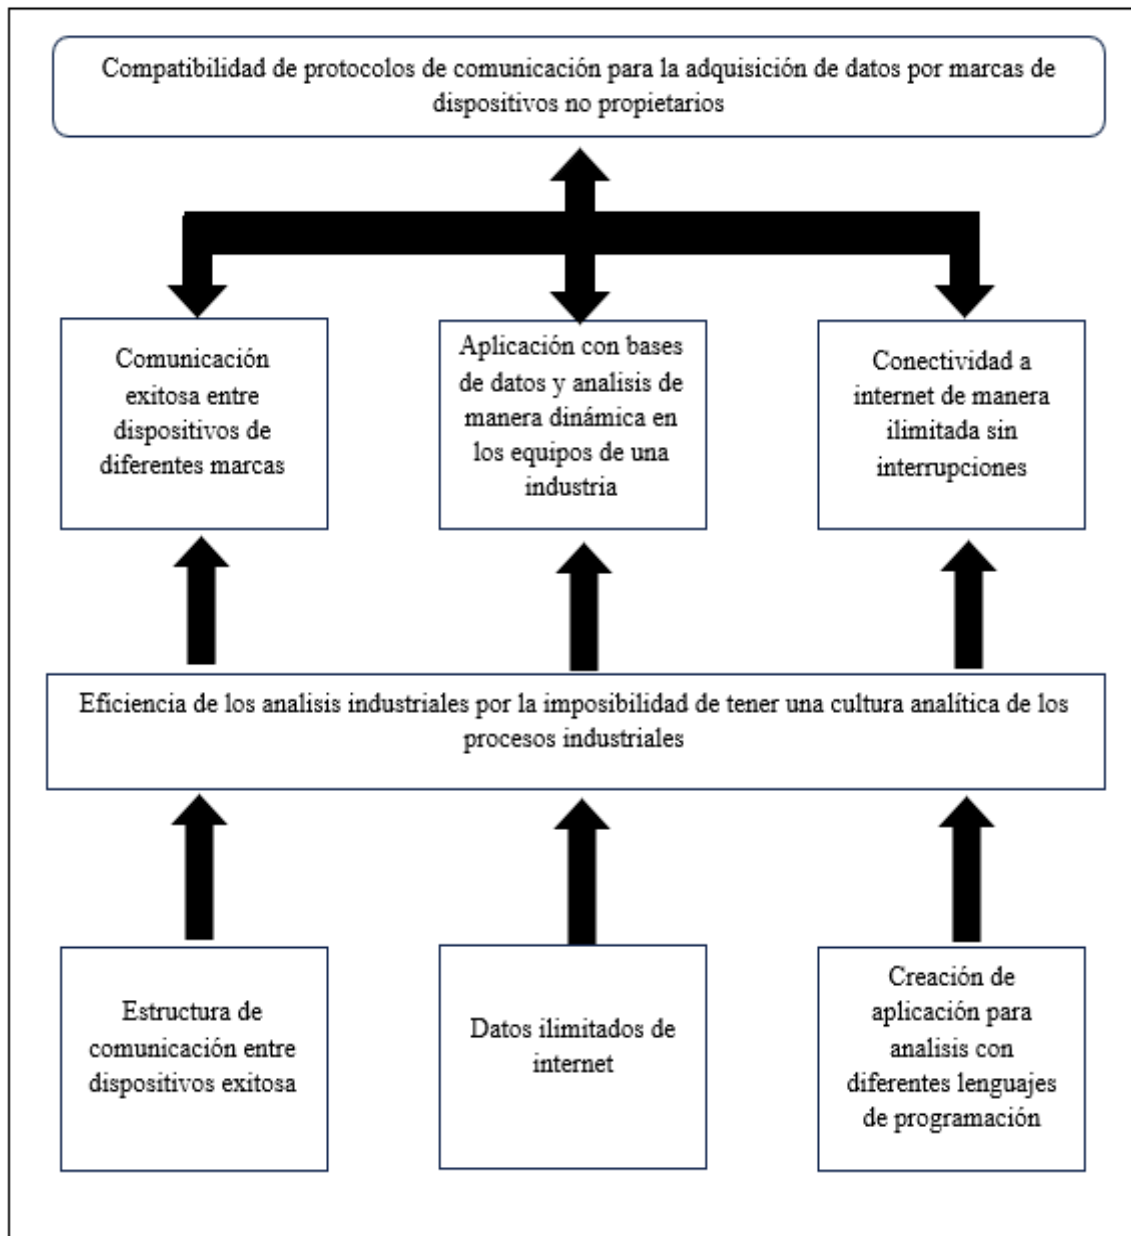 Compatibilidad de protocolos de comunicación para la adquisición de datos por marcas de
dispositivos no propietarios
Comunicación
exitosa entre
dispositivos de
diferentes marcas
Aplicación con bases
de datos y analisis de
manera dinámica en
los equipos de una
industria
Conectividad a
internet de manera
ilimitada sin
interrupciones
Eficiencia de los analisis industriales por la imposibilidad de tener una cultura analítica de los
procesos industriales
Estructura de
comunicación entre
dispositivos exitosa
Datos ilimitados de
internet
Creación de
aplicación para
analisis con
diferentes lenguajes
de programación